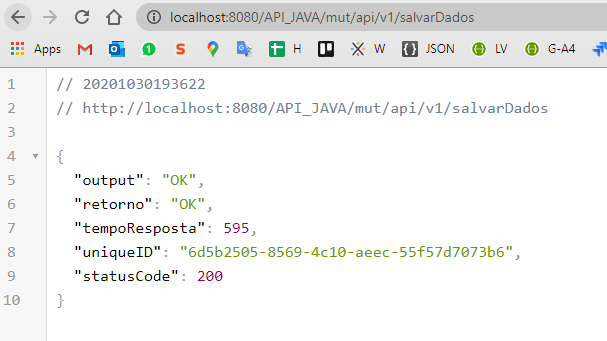 localhost:8080/API_JAVA/mut/api/v1/salvarDados
Apps H W {} JSON {} LV {} G-A4
1 // 20201030193622
2 // http://localhost:8080/API_JAVA/mut/api/v1/salvarDados
3
4 {
5 "output": "OK",
6 "retorno": "OK",
7 "tempoResposta": 595,
8 "uniqueID": "6d5b2505-8569-4c10-aeec-55f57d7073b6",
9 "statusCode": 200
10 }